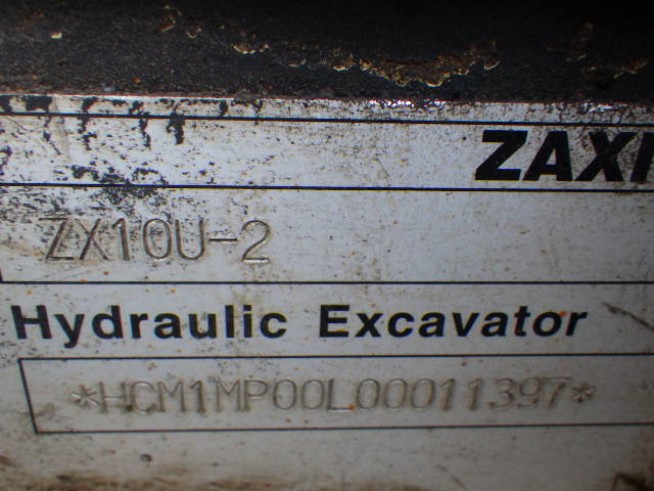 ZAXI
ZX10U-2
Hydraulic Excavator
*HCM1MP00L00011397*